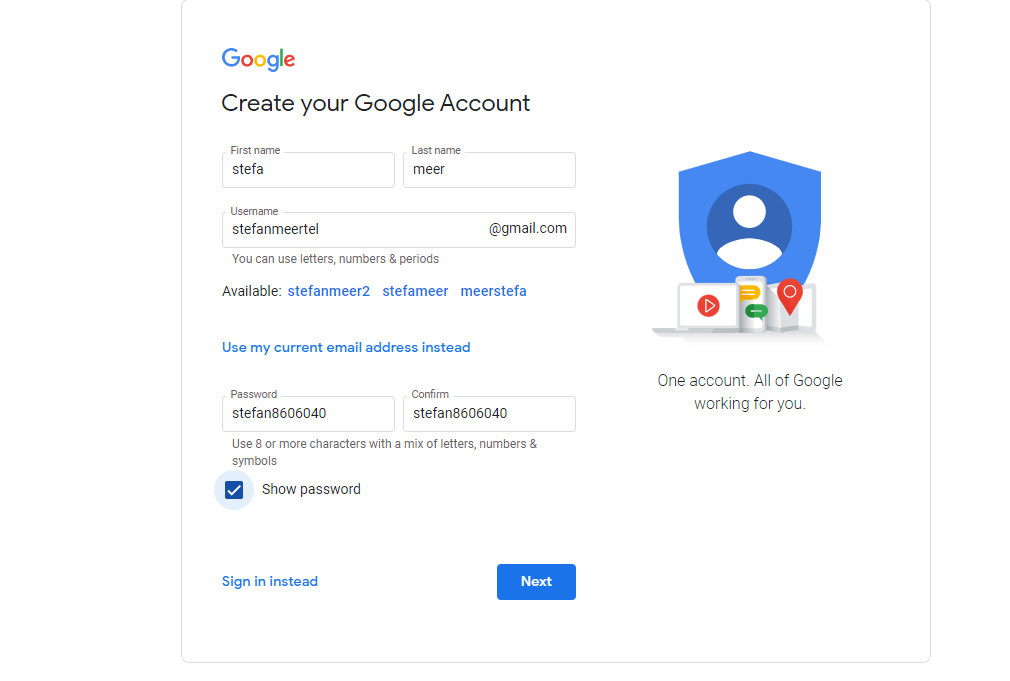 Google
Create your Google Account
First name
Last name
stefa
meer
Username
stefanmeertel
@gmail.com
You can use letters, numbers & periods
Available: stefanmeer2 stefameer meerstefa
Use my current email address instead
Password
Confirm
stefan8606040
stefan8606040
Use 8 or more characters with a mix of letters, numbers &
symbols
Show password
Sign in instead
Next
One account. All of Google
working for you.